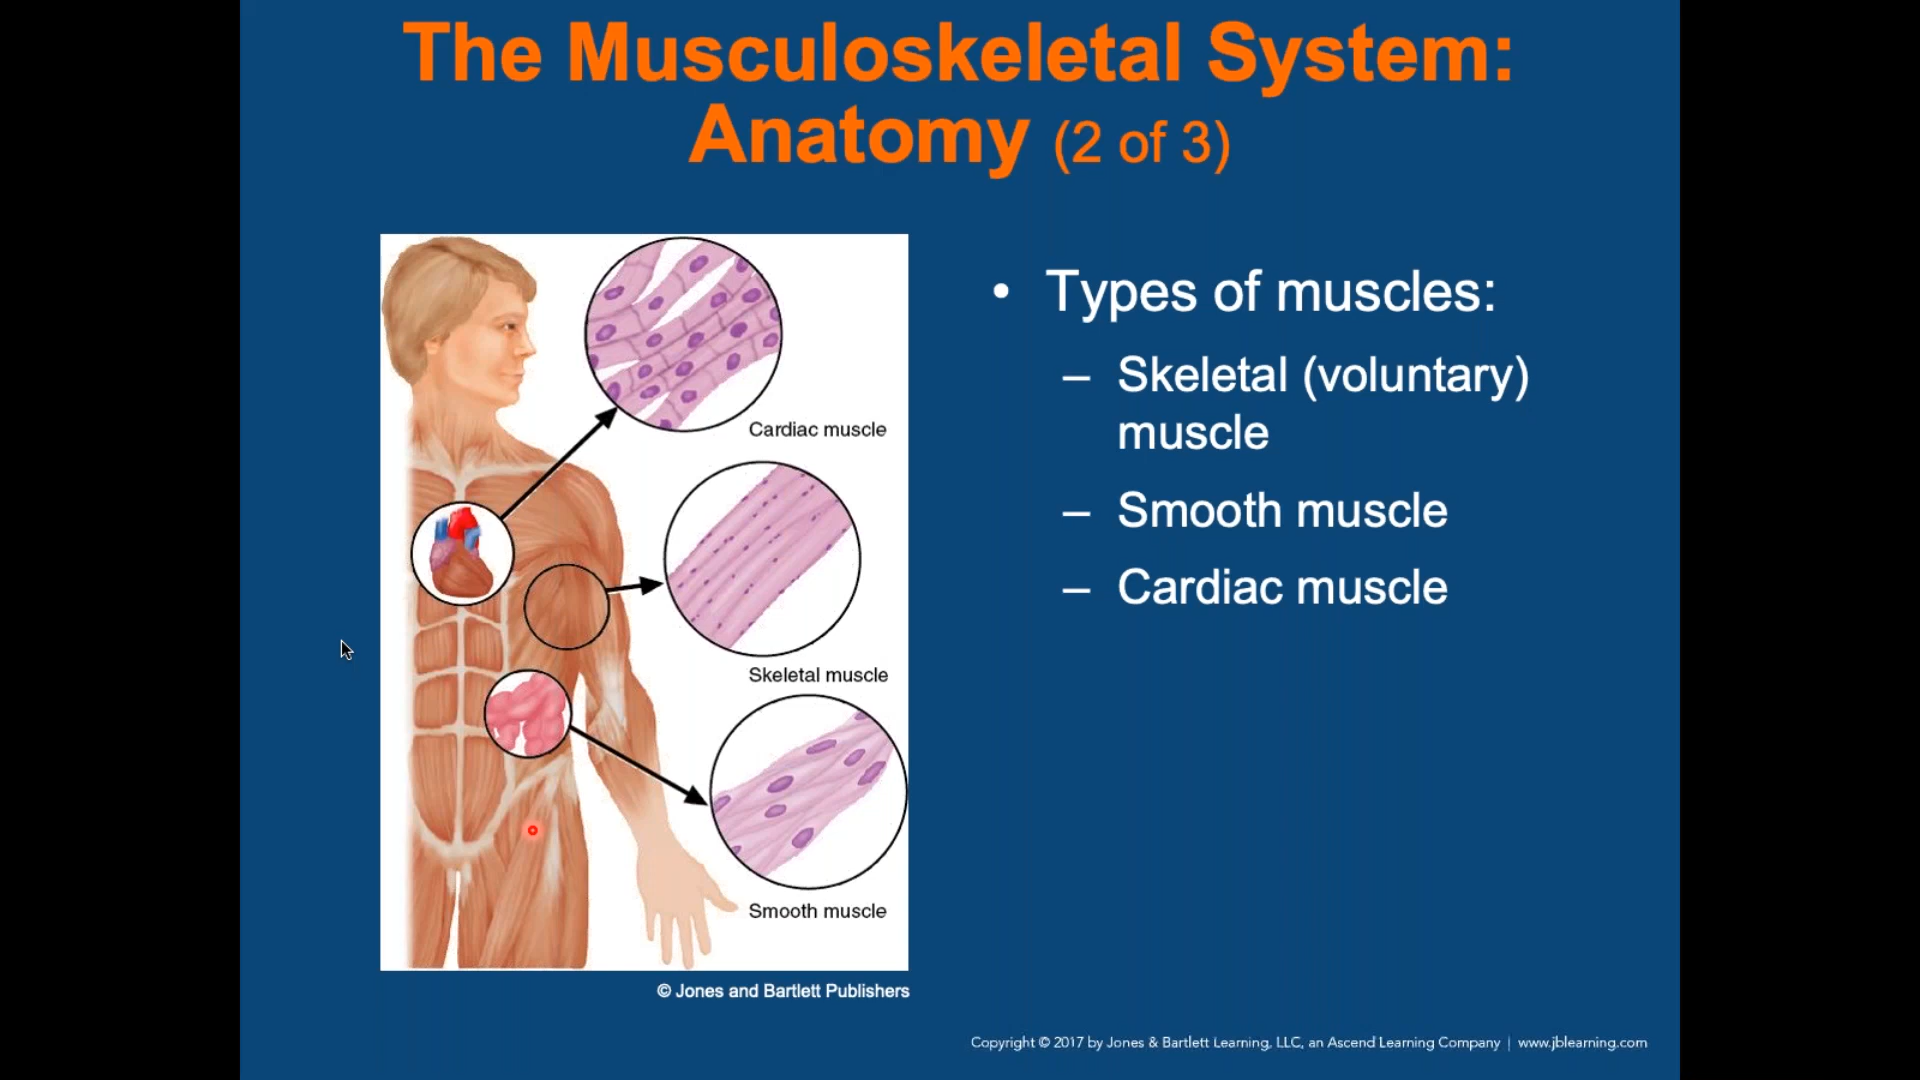 The Musculoskeletal System:
Anatomy (2 of 3)
Cardiac muscle
Skeletal muscle
Smooth muscle
© Jones and Bartlett Publishers
• Types of muscles:
– Skeletal (voluntary)
muscle
– Smooth muscle
– Cardiac muscle
Copyright © 2017 by Jones & Bartlett Learning, LLC, an Ascend Learning Company | www.jblearning.com